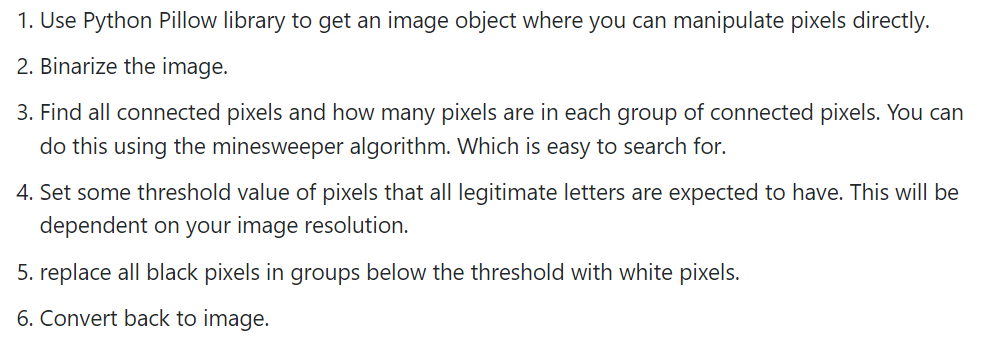 1. Use Python Pillow library to get an image object where you can manipulate pixels directly.
2. Binarize the image.
3. Find all connected pixels and how many pixels are in each group of connected pixels. You can
do this using the minesweeper algorithm. Which is easy to search for.
4. Set some threshold value of pixels that all legitimate letters are expected to have. This will be
dependent on your image resolution.
5. replace all black pixels in groups below the threshold with white pixels.
6. Convert back to image.